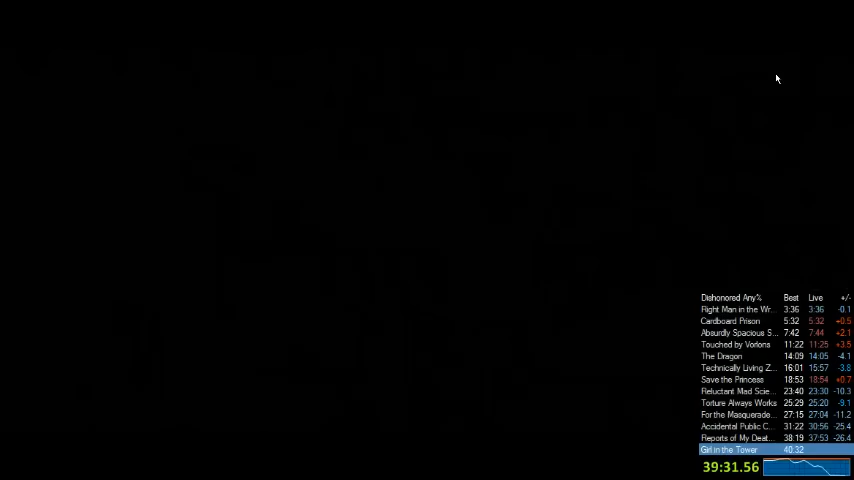 Dishonored Any% Best Live +/-
Right Man in the Wr... 3:36 3:36 -0.1
Cardboard Prison 5:32 5:32 +0.5
Absurdly Spacious S... 7:42 7:44 +2.1
Touched by Vorlons 11:22 11:25 +3.5
The Dragon 14:09 14:05 -4.1
Technically Living Z... 16:01 15:57 -3.8
Save the Princess 18:53 18:54 +0.7
Reluctant Mad Scie... 23:40 23:30 -10.3
Torture Always Works 25:29 25:20 -9.1
For the Masquerade... 27:15 27:04 -11.2
Accidental Public C... 31:22 30:56 -25.4
Reports of My Deat... 38:19 37:53 -26.4
Girl in the Tower 40:32
39:31.56